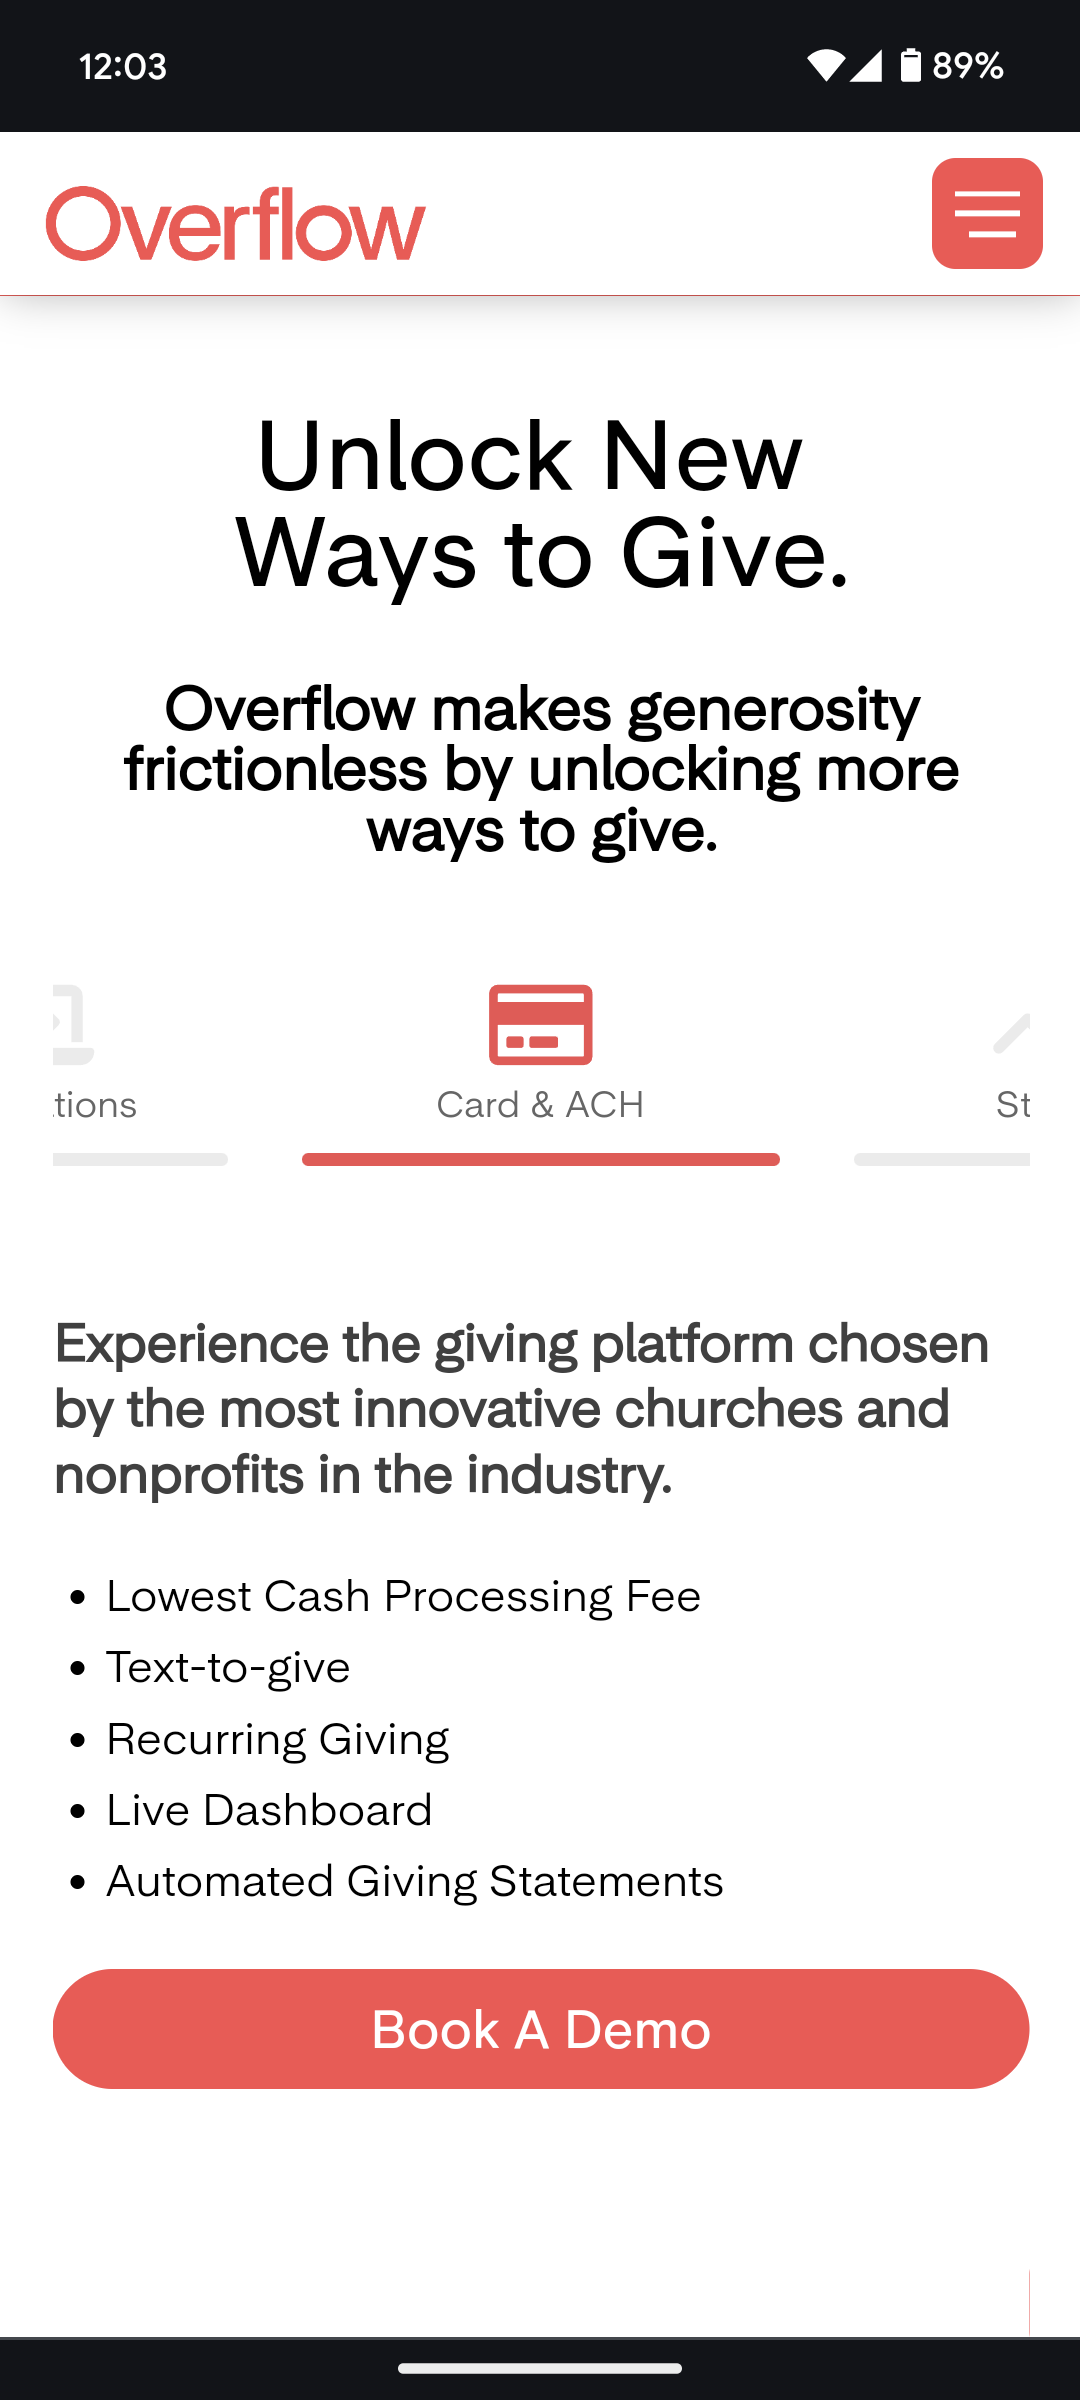 12:03
89%
Overflow
Unlock New
Ways to Give.
Overflow makes generosity
frictionless by unlocking more
ways to give.
tions
Card & ACH
St
Experience the giving platform chosen
by the most innovative churches and
nonprofits in the industry.
• Lowest Cash Processing Fee
• Text-to-give
• Recurring Giving
• Live Dashboard
• Automated Giving Statements
Book A Demo